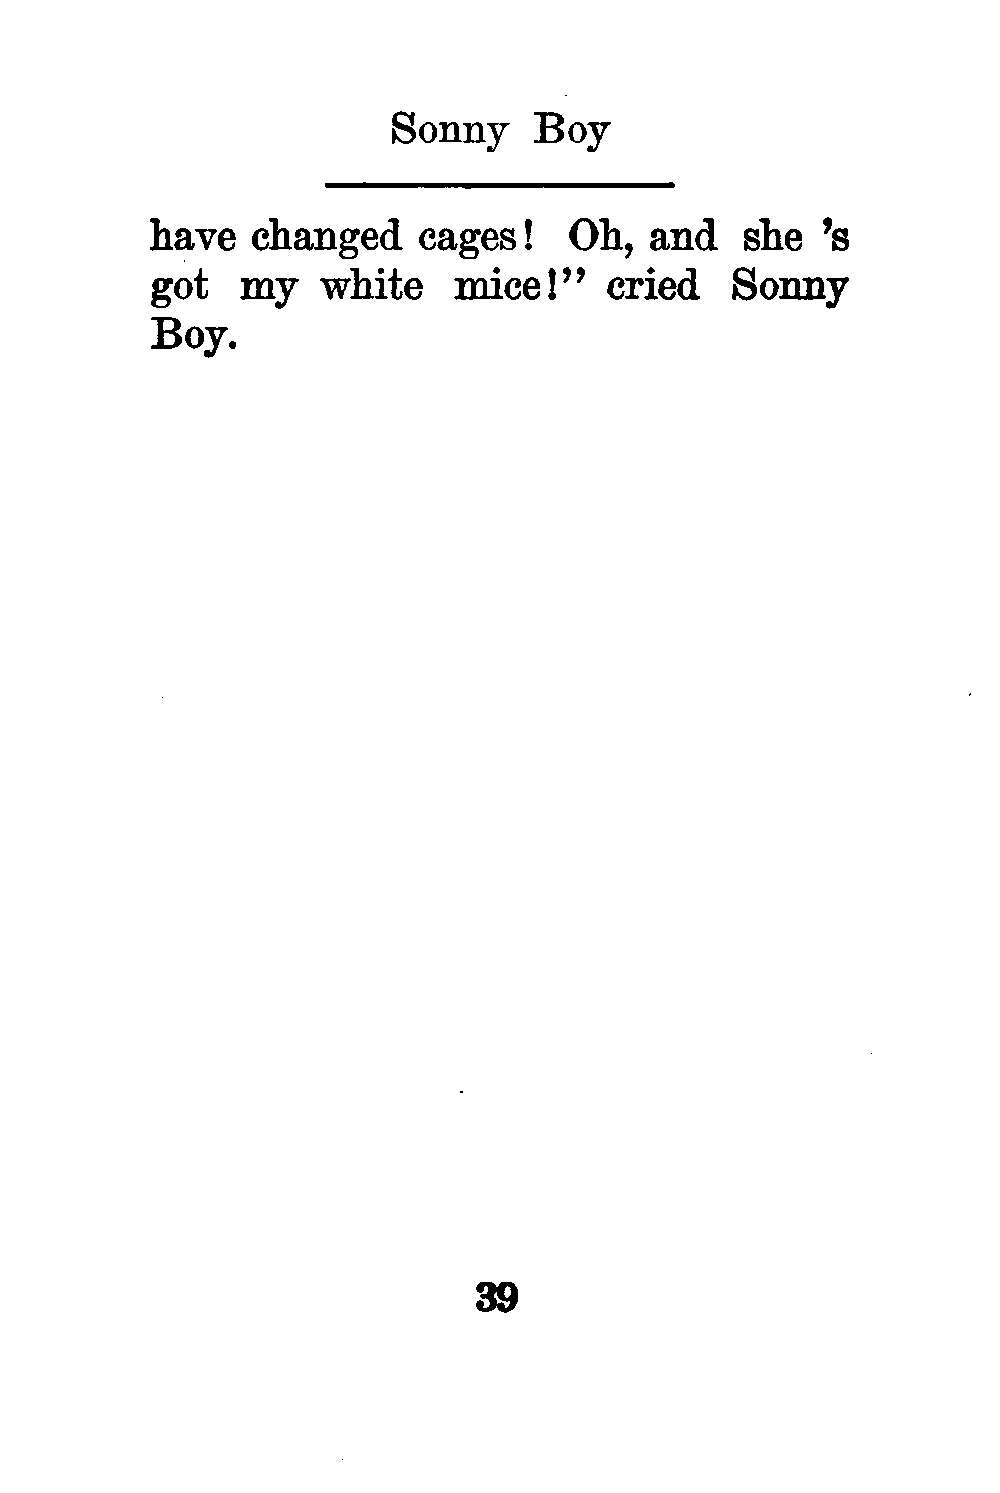 Sonny Boy
have changed cages! Oh, and she 's
got my white mice!" cried Sonny
Boy.
39